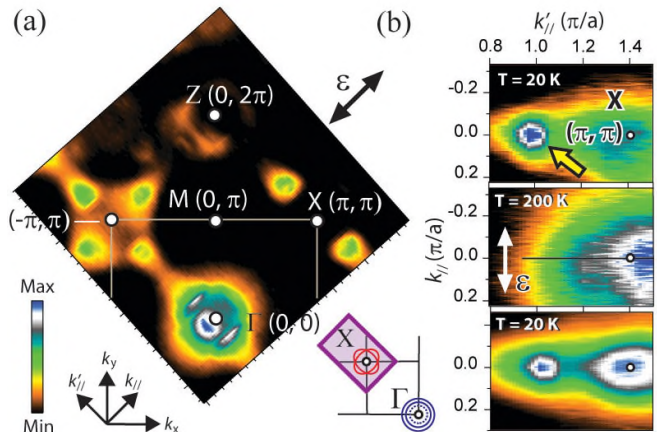 (a)
Z (0, 2π)
ε
M (0, π)
X (π, π)
(-π, π)
Γ (0, 0)
Max
Min
k'//
ky
k//
kx
X
Γ
(b)
k'// (π/a)
0.8 1.0 1.2 1.4
T = 20 K
X
(π, π)
-0.2
0.0
0.2
T = 200 K
ε
k// (π/a)
-0.2
0.0
0.2
T = 20 K
0.0
0.2